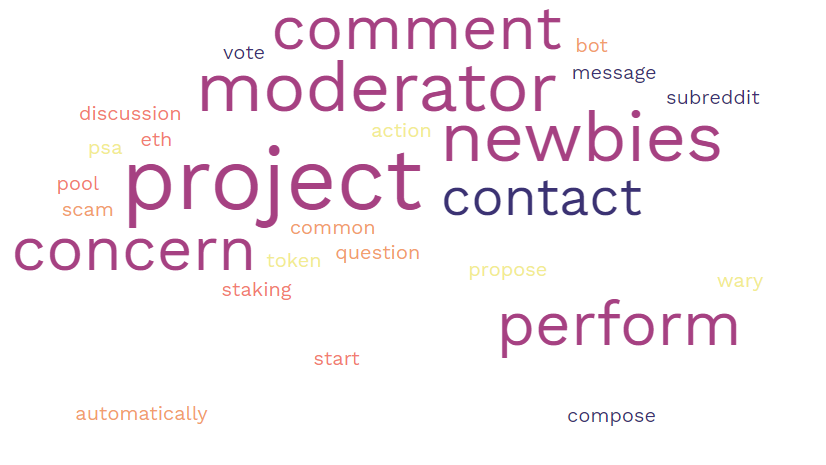 comment
vote
bot
message
moderator
subreddit
discussion
action
newbies
eth
psa
project
pool
contact
scam
common
concern
question
token
propose
wary
staking
perform
start
automatically
compose